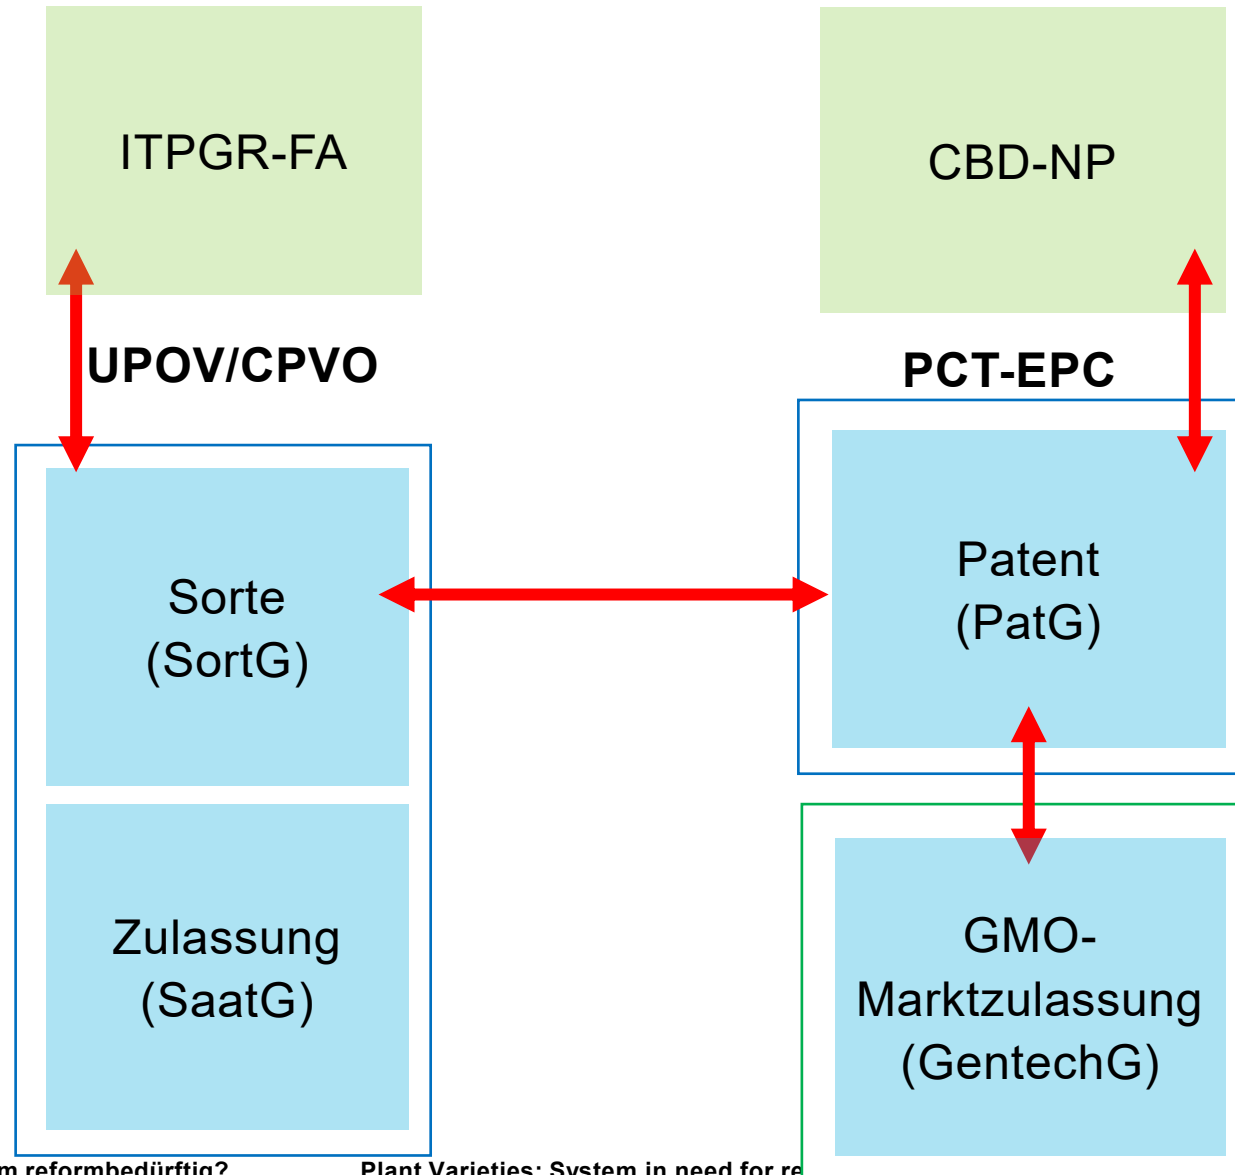 ITPGR-FA
CBD-NP
UPOV/CPVO
PCT-EPC
Sorte
(SortG)
Patent
(PatG)
Zulassung
(SaatG)
GMO-
Marktzulassung
(GentechG)
reformbedürftig?
Plant Varieties: System in need for